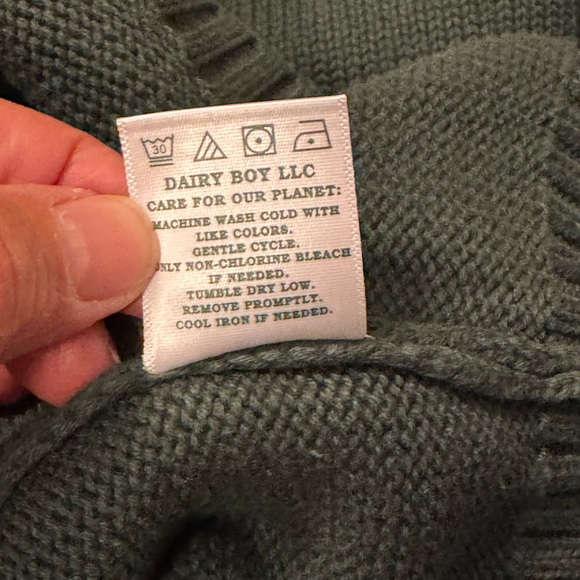 30
DAIRY BOY LLC
CARE FOR OUR PLANET:
MACHINE WASH COLD WITH
LIKE COLORS.
GENTLE CYCLE.
ONLY NON-CHLORINE BLEACH
IF NEEDED.
TUMBLE DRY LOW.
REMOVE PROMPTLY.
COOL IRON IF NEEDED.